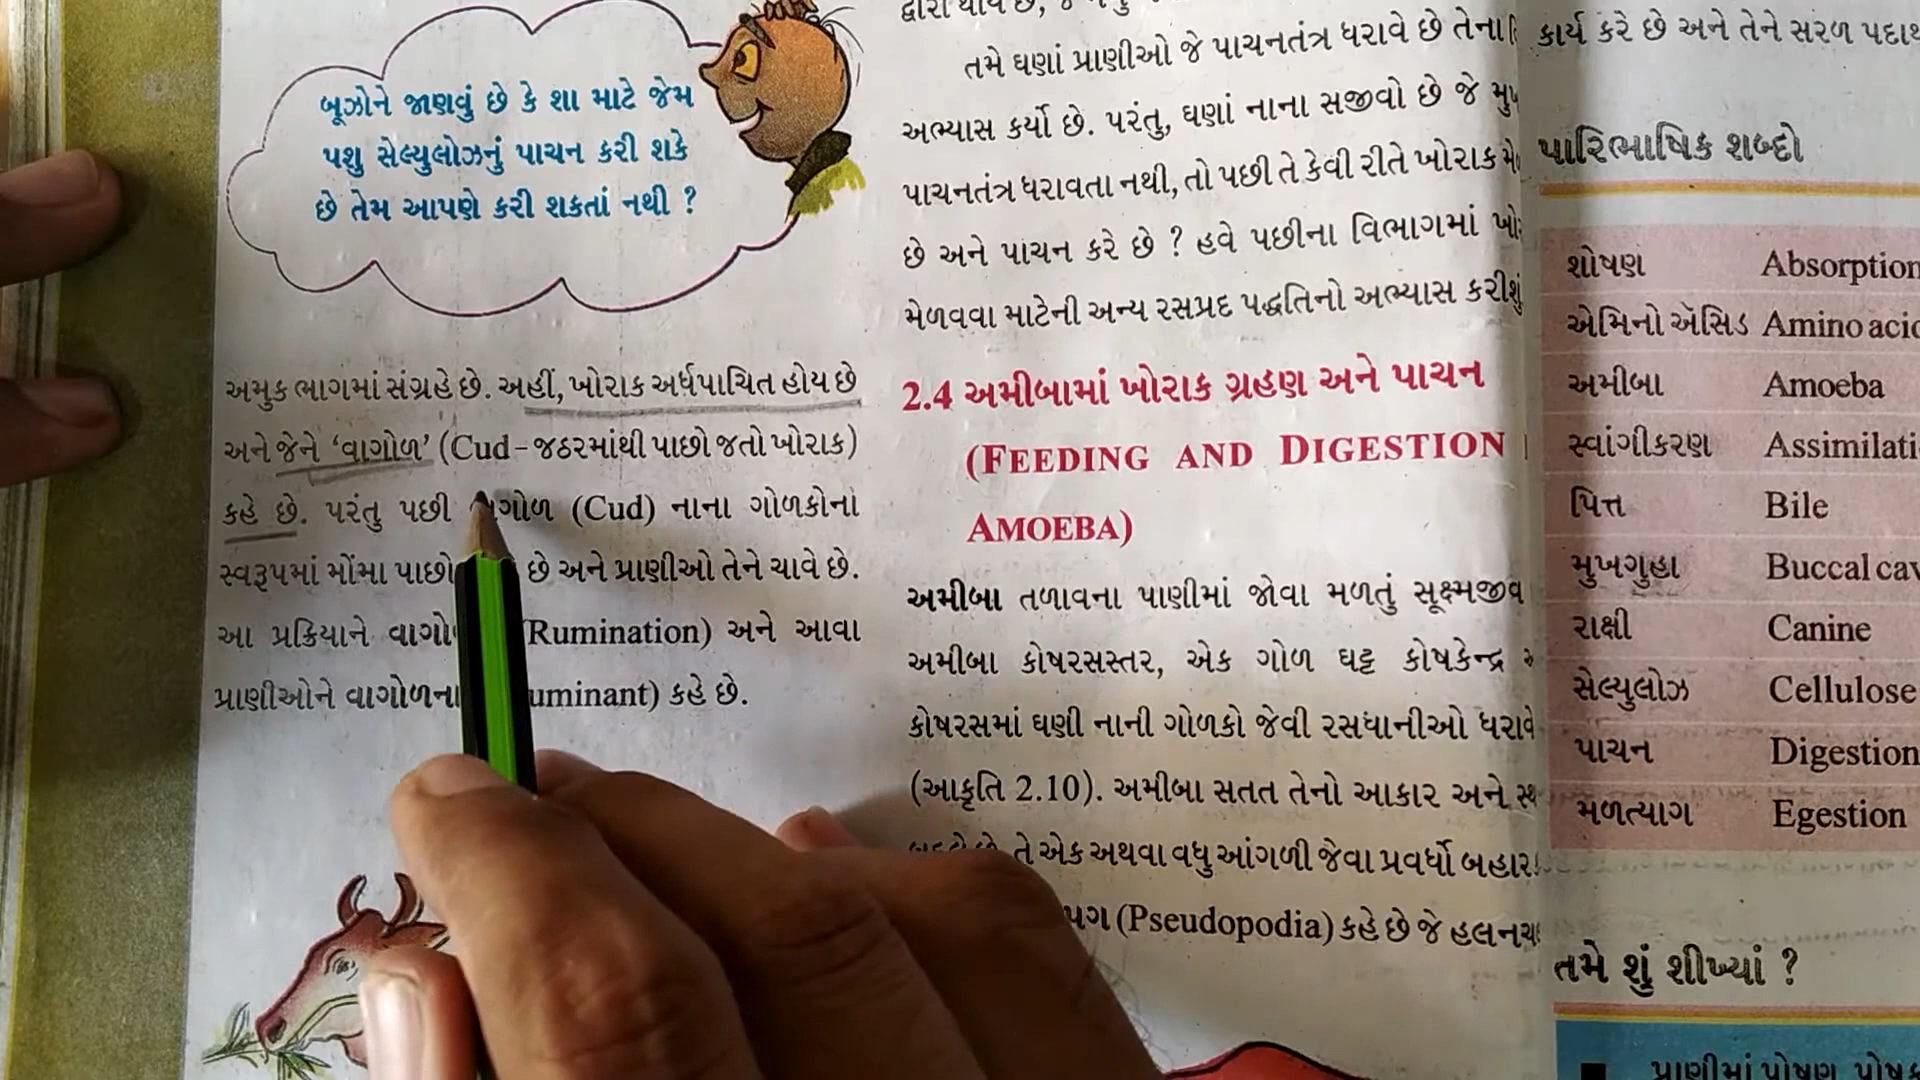 બૂઝોને જાણવું છે કે શા માટે જેમ
પશુ સેલ્યુલોઝનું પાચન કરી શકે
છે તેમ આપણે કરી શકતાં નથી ?
અમુક ભાગમાં સંગ્રહે છે. અહીં, ખોરાક અર્ધપાચિત હોય છે
અને જેને ‘વાગોળ’ (Cud – જઠરમાંથી પાછો જતો ખોરાક)
કહે છે. પરંતુ પછી (Cud) નાના ગોળકોનાં
સ્વરૂપમાં મોંમા પાછો છે અને પ્રાણીઓ તેને ચાવે છે.
આ પ્રક્રિયાને (Rumination) અને આવા
પ્રાણીઓને કહે છે.
તમે ઘણાં પ્રાણીઓ જે પાચનતંત્ર ધરાવે છે તેના
અભ્યાસ કર્યો છે. પરંતુ, ઘણાં નાના સજીવો છે જે
પાચનતંત્ર ધરાવતા નથી, તો પછી તે કેવી રીતે ખોરાક
છે અને પાચન કરે છે ? હવે પછીના વિભાગમાં
મેળવવા માટેની અન્ય રસપ્રદ પદ્ધતિનો અભ્યાસ કરીશું
2.4 અમીબામાં ખોરાક ગ્રહણ અને પાચન
(FEEDING AND DIGESTION
AMOEBA)
અમીબા તળાવના પાણીમાં જોવા મળતું સૂક્ષ્મજીવ
અમીબા કોષરસસ્તર, એક ગોળ ઘટ્ટ કોષકેન્દ્ર
કોષરસમાં ઘણી નાની ગોળકો જેવી રસધાનીઓ ધરાવે
(આકૃતિ 2.10). અમીબા સતત તેનો આકાર અને
તે એક અથવા વધુ આંગળી જેવા પ્રવર્ધો બહાર
(Pseudopodia) કહે છે જે
કાર્ય કરે છે અને તેને સરળ
પારિભાષિક શબ્દો
શોષણ Absorption
એમિનો ઍસિડ Amino
અમીબા Amoeba
સ્વાંગીકરણ
પિત્ત Bile
મુખગુહા Buccal
રાક્ષી Canine
સેલ્યુલોઝ Cellulose
પાચન Digestion
મળત્યાગ Egestion
તમે શું શીખ્યાં ?
પ્રાણીમાં પોષણ